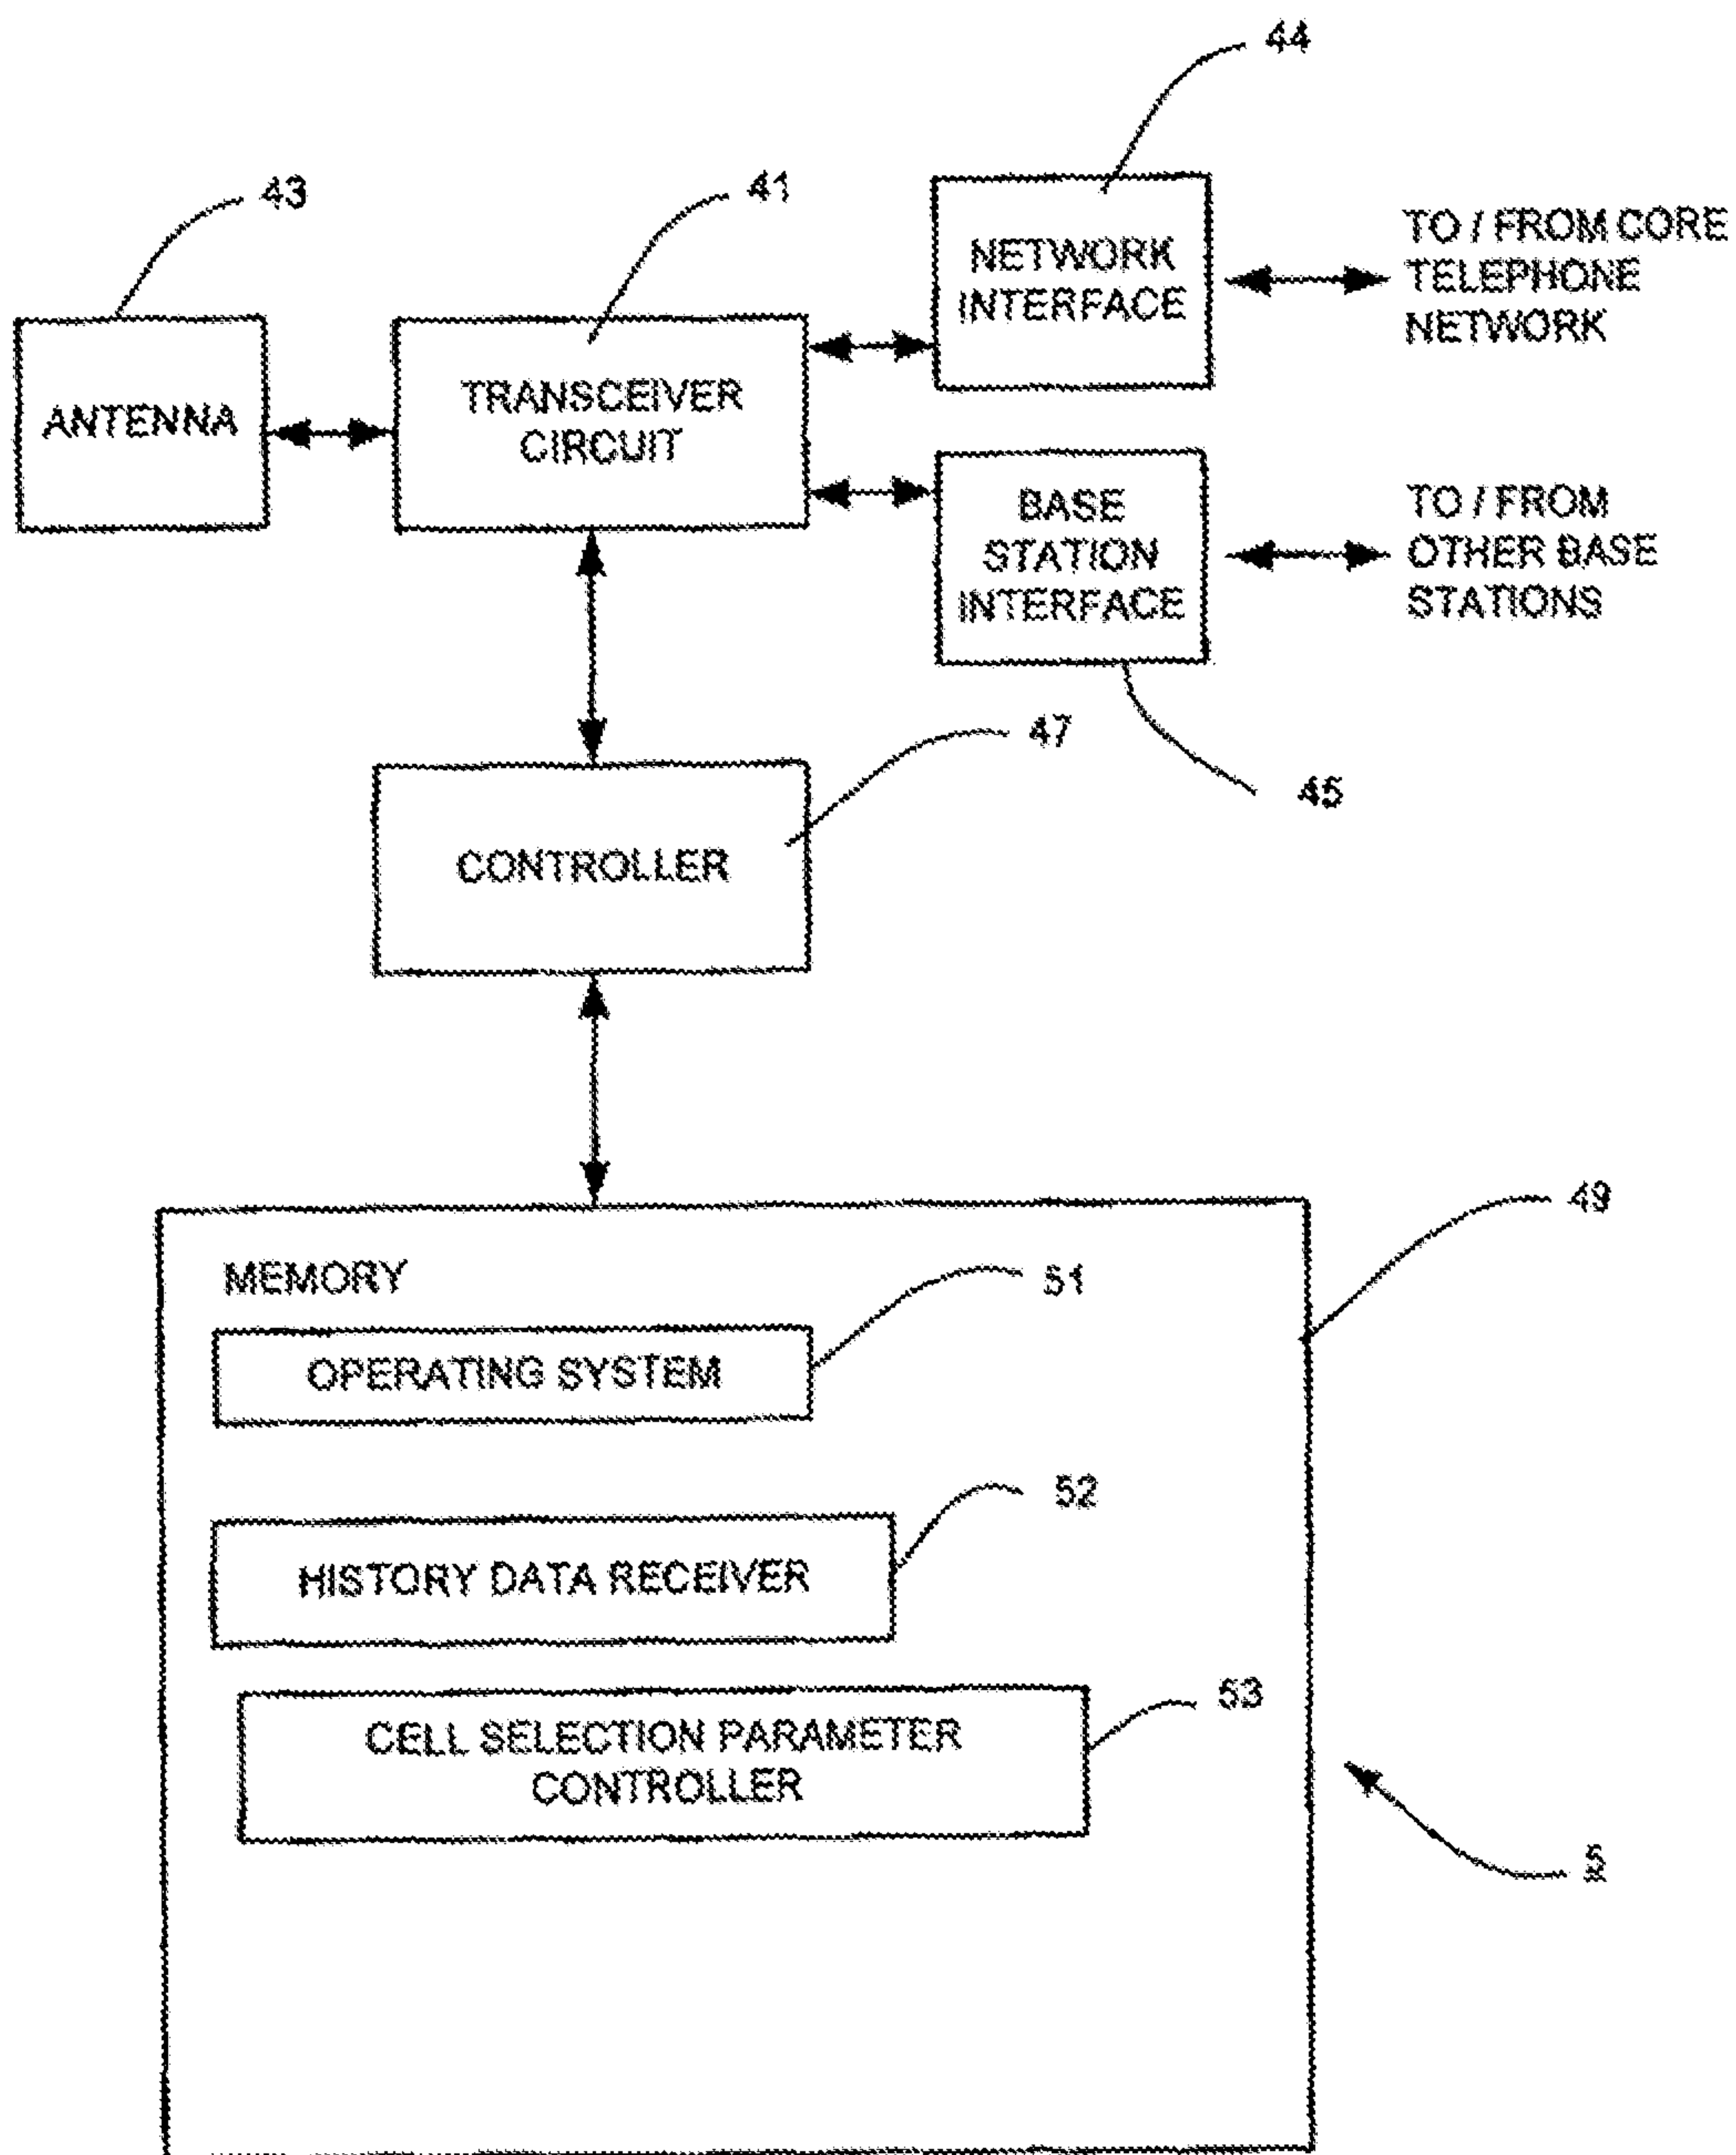 44
43
41
NETWORK
INTERFACE
TO / FROM CORE
TELEPHONE
NETWORK
ANTENNA
TRANSCEIVER
CIRCUIT
BASE
STATION
INTERFACE
TO / FROM
OTHER BASE
STATIONS
47
45
CONTROLLER
49
MEMORY
51
OPERATING SYSTEM
52
HISTORY DATA RECEIVER
53
CELL SELECTION PARAMETER
CONTROLLER
5